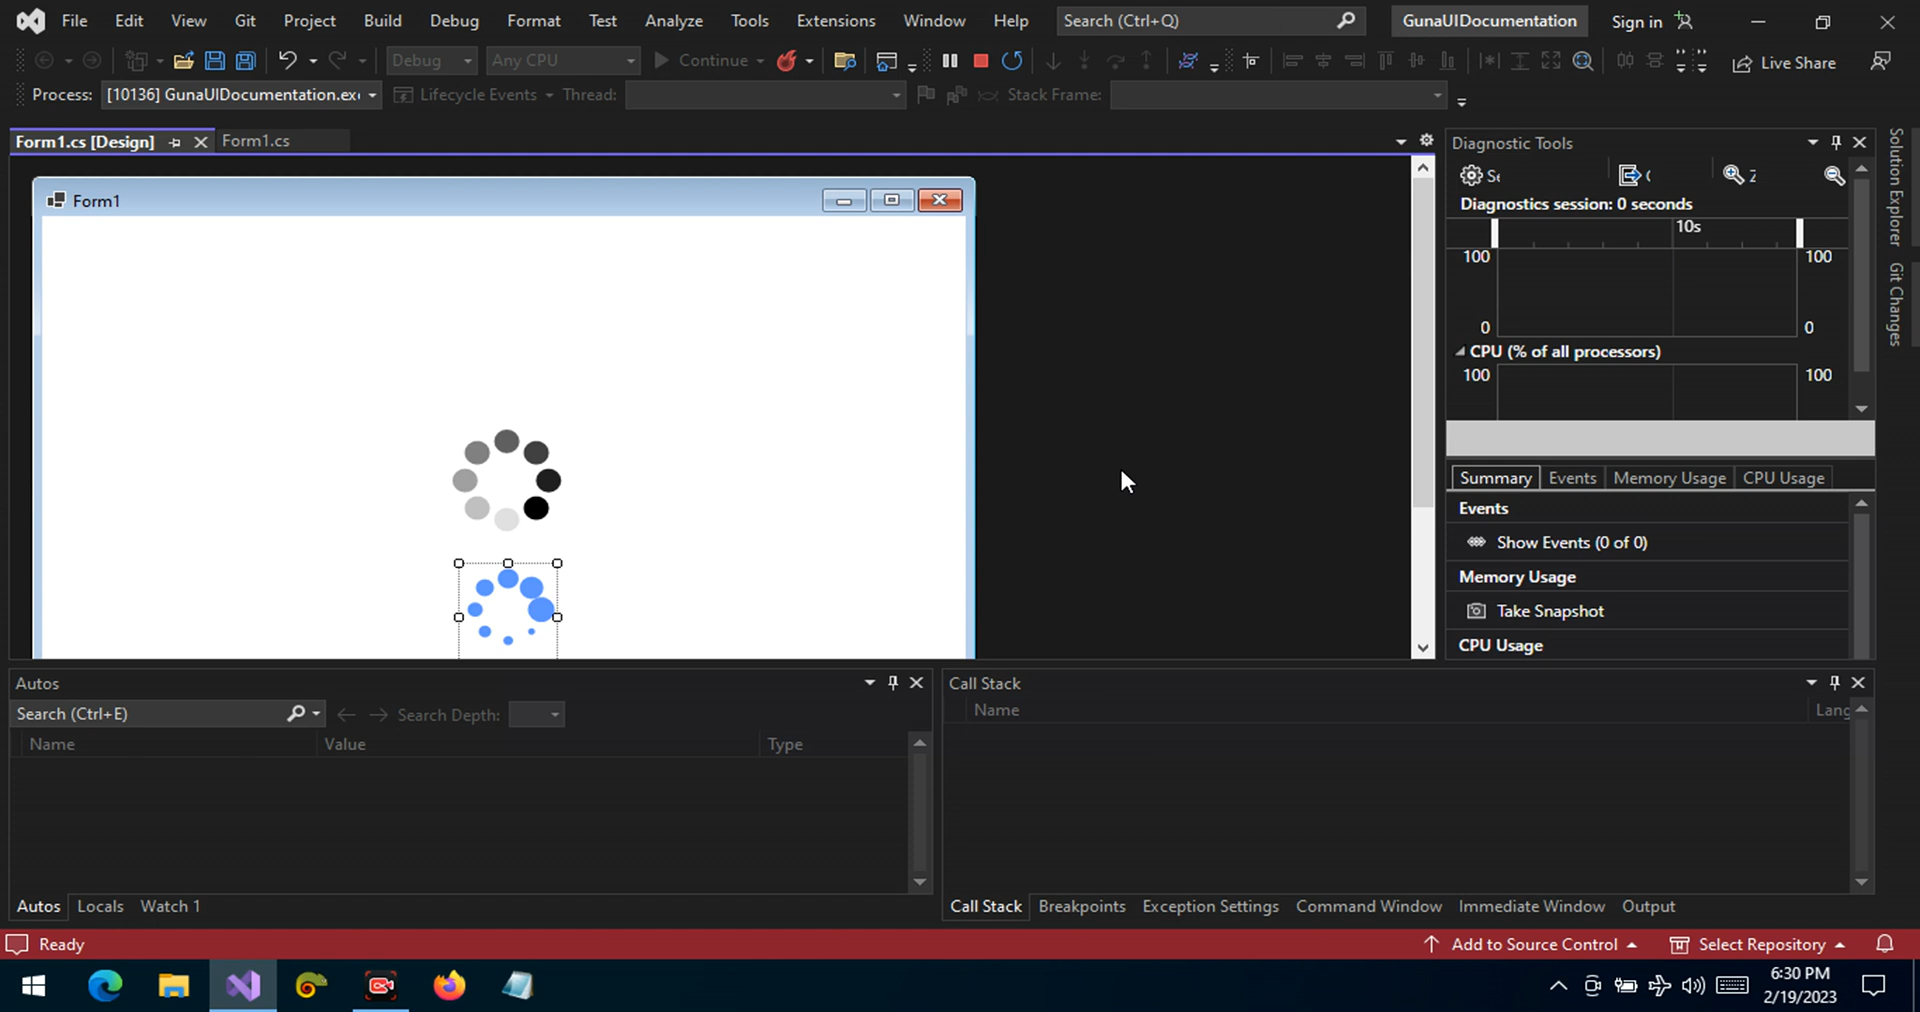 File Edit View Git Project Build Debug Format Test Analyze Tools Extensions Window Help Search (Ctrl+Q) GunaUIDocumentation Sign in
Debug Any CPU Continue Live Share
Process: [10136] GunaUIDocumentation.ex Lifecycle Events Thread: Stack Frame:
Form1.cs [Design] Form1.cs
Form1
Diagnostic Tools
Diagnostics session: 0 seconds
10s
100 100
0 0
CPU (% of all processors)
100 100
Summary Events Memory Usage CPU Usage
Events
Show Events (0 of 0)
Memory Usage
Take Snapshot
CPU Usage
Solution Explorer
Git Changes
Autos
Search (Ctrl+E) Search Depth:
Name Value Type
Autos Locals Watch 1
Call Stack
Name Lang
Call Stack Breakpoints Exception Settings Command Window Immediate Window Output
Ready Add to Source Control Select Repository
6:30 PM
2/19/2023